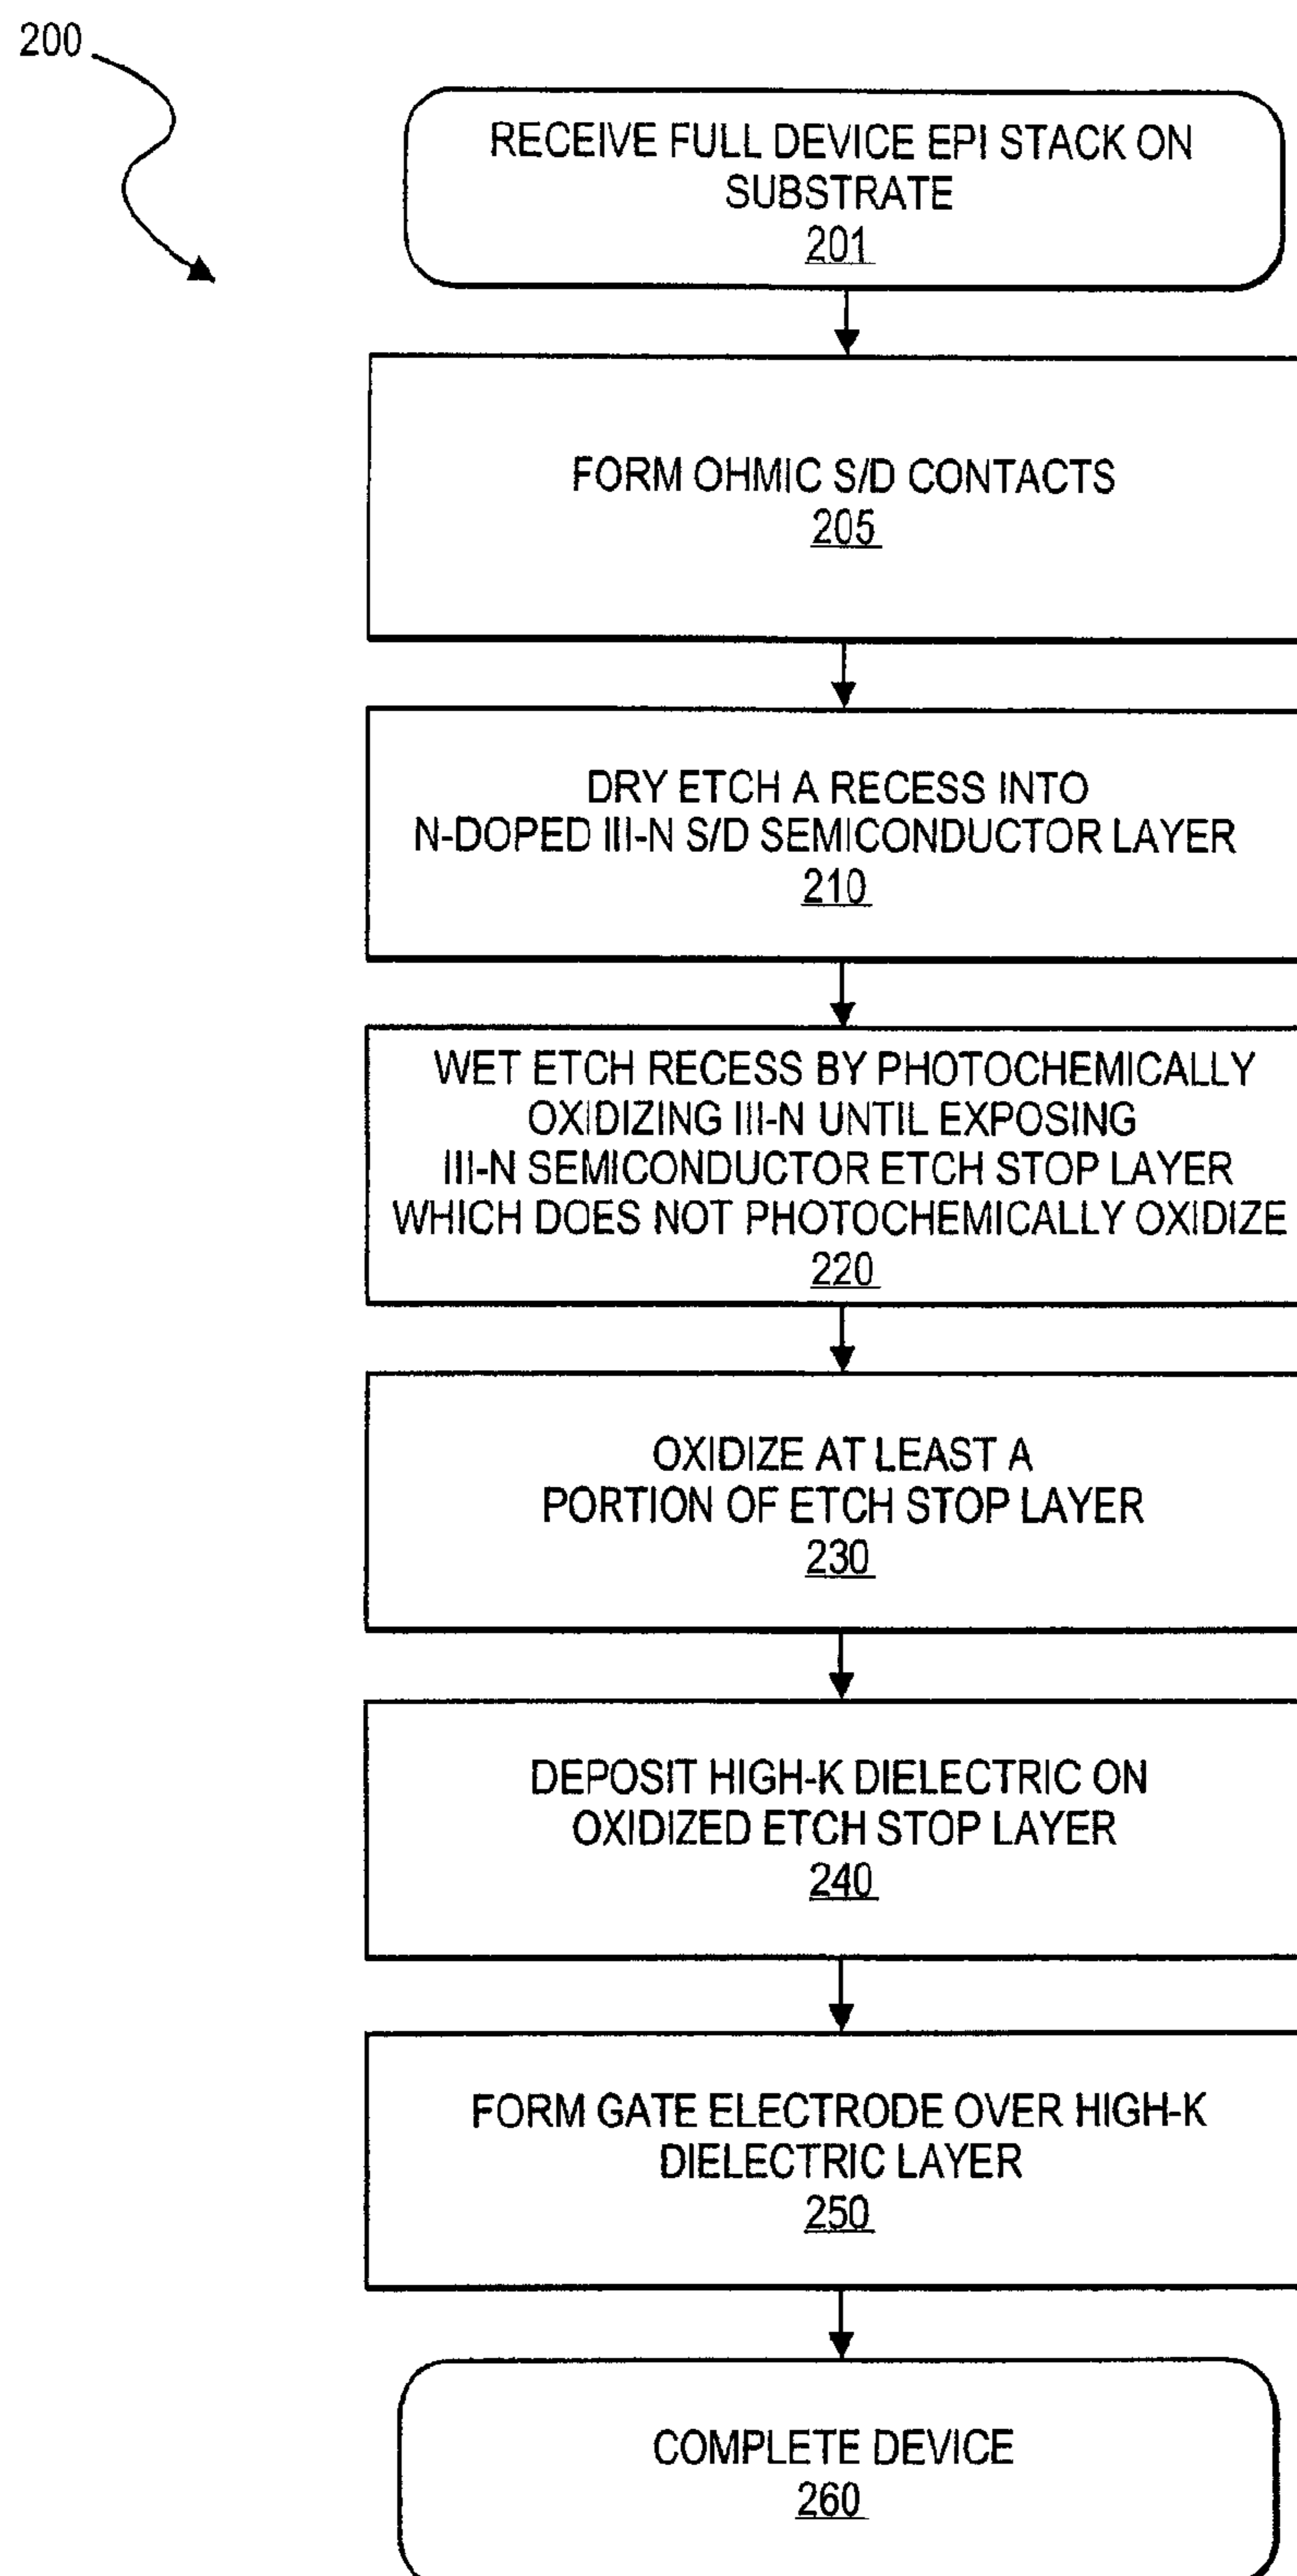 200
RECEIVE FULL DEVICE EPI STACK ON
SUBSTRATE
201
FORM OHMIC S/D CONTACTS
205
DRY ETCH A RECESS INTO
N-DOPED III-N S/D SEMICONDUCTOR LAYER
210
WET ETCH RECESS BY PHOTOCHEMICALLY
OXIDIZING III-N UNTIL EXPOSING
III-N SEMICONDUCTOR ETCH STOP LAYER
WHICH DOES NOT PHOTOCHEMICALLY OXIDIZE
220
OXIDIZE AT LEAST A
PORTION OF ETCH STOP LAYER
230
DEPOSIT HIGH-K DIELECTRIC ON
OXIDIZED ETCH STOP LAYER
240
FORM GATE ELECTRODE OVER HIGH-K
DIELECTRIC LAYER
250
COMPLETE DEVICE
260